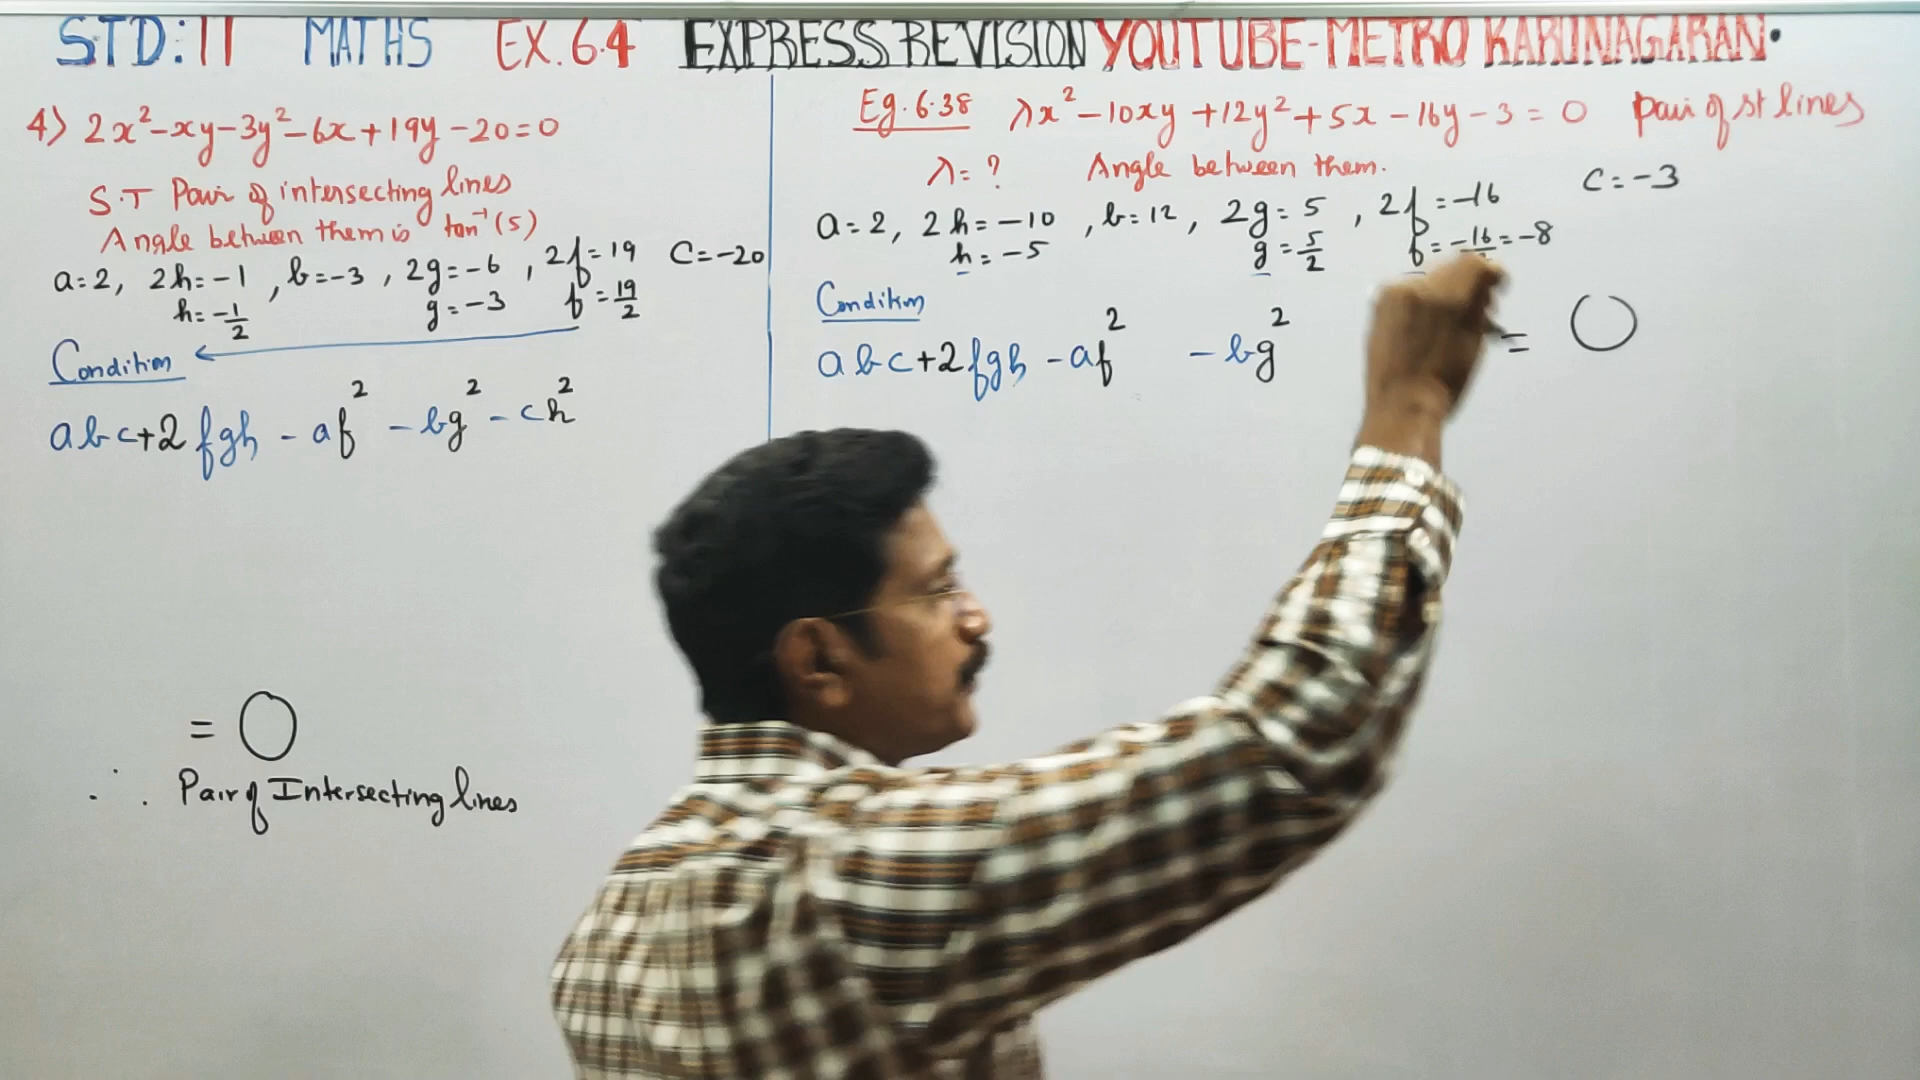 STD:11 MATHS EX.6.4 EXPRESS REVISION YOUTUBE-METRO KARUNAGARAN.
4) 2x²-xy-3y²-6x+19y-20=0
S.T Pair of intersecting lines
Angle between them is tan⁻¹(5)
a=2, 2h=-1, b=-3, 2g=-6, 2f=19 C=-20
h=-1/2 g=-3 f=19/2
Condition
abc+2fgh-af²-bg²-ch²
=0
∴ Pair of Intersecting lines
Eg.6.38 λx²-10xy+12y²+5x-16y-3=0 Pair of st lines
λ=? Angle between them.
a=2, 2h=-10, b=12, 2g=5, 2f=-16 C=-3
h=-5 g=5/2 f=-16/2=-8
Condition
abc+2fgh-af² -bg² =0